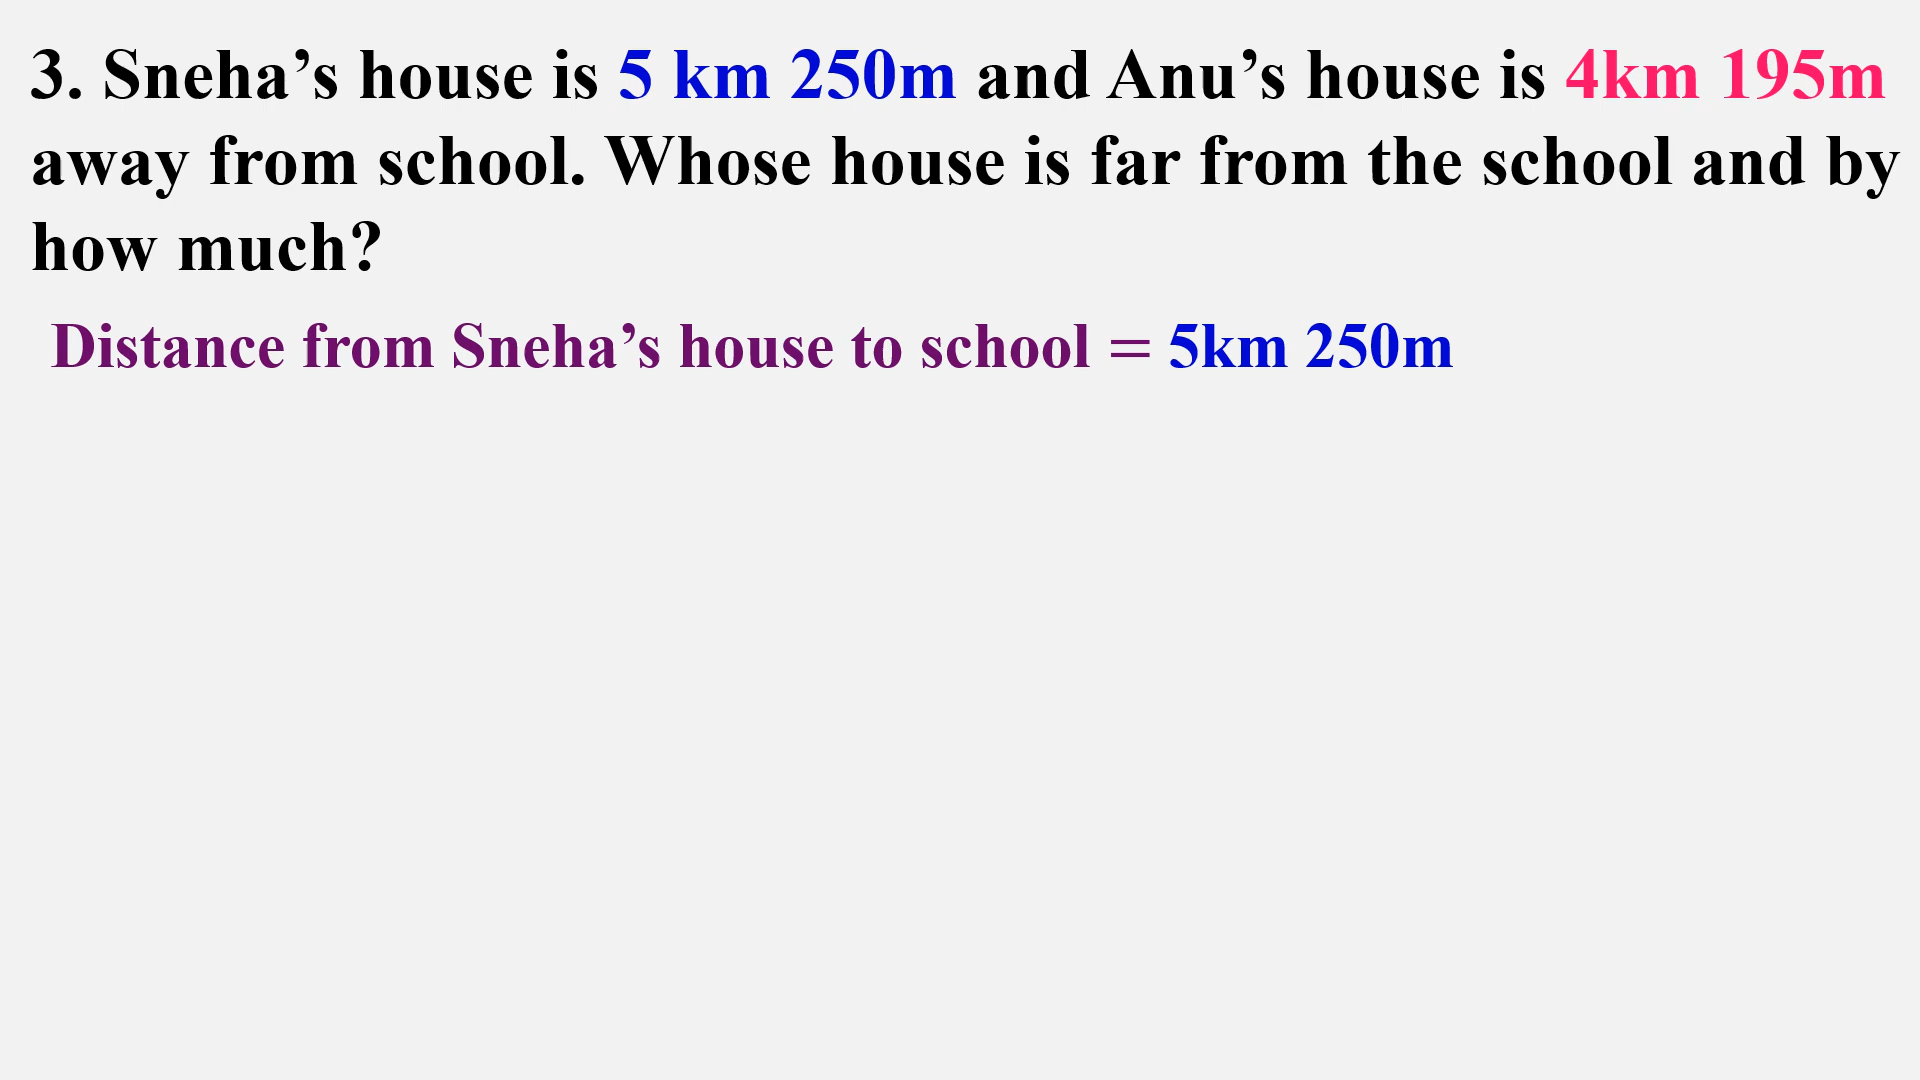 3. Sneha’s house is 5 km 250m and Anu’s house is 4km 195m
away from school. Whose house is far from the school and by
how much?
Distance from Sneha’s house to school = 5km 250m